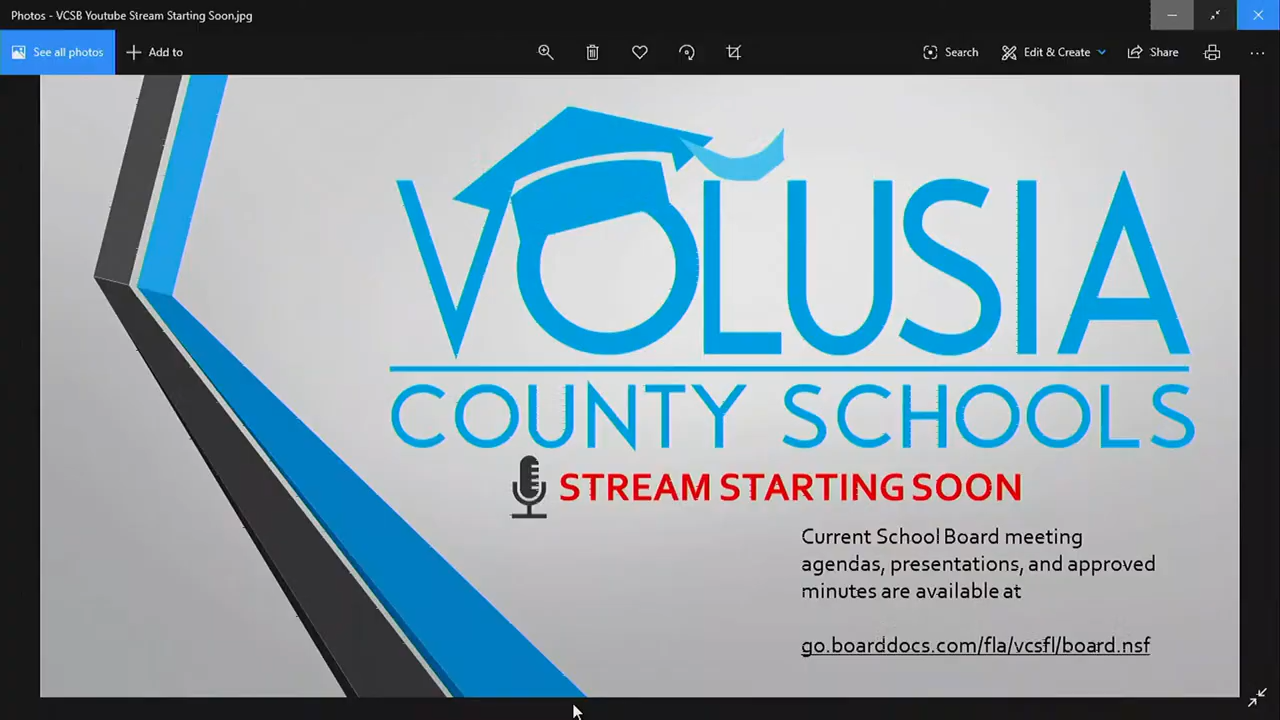 Photos - VCSB Youtube Stream Starting Soon.jpg
See all photos
Add to
Search
Edit & Create
Share
VOLUSIA
COUNTY SCHOOLS
STREAM STARTING SOON
Current School Board meeting
agendas, presentations, and approved
minutes are available at
go.boarddocs.com/fla/vcsfl/board.nsf